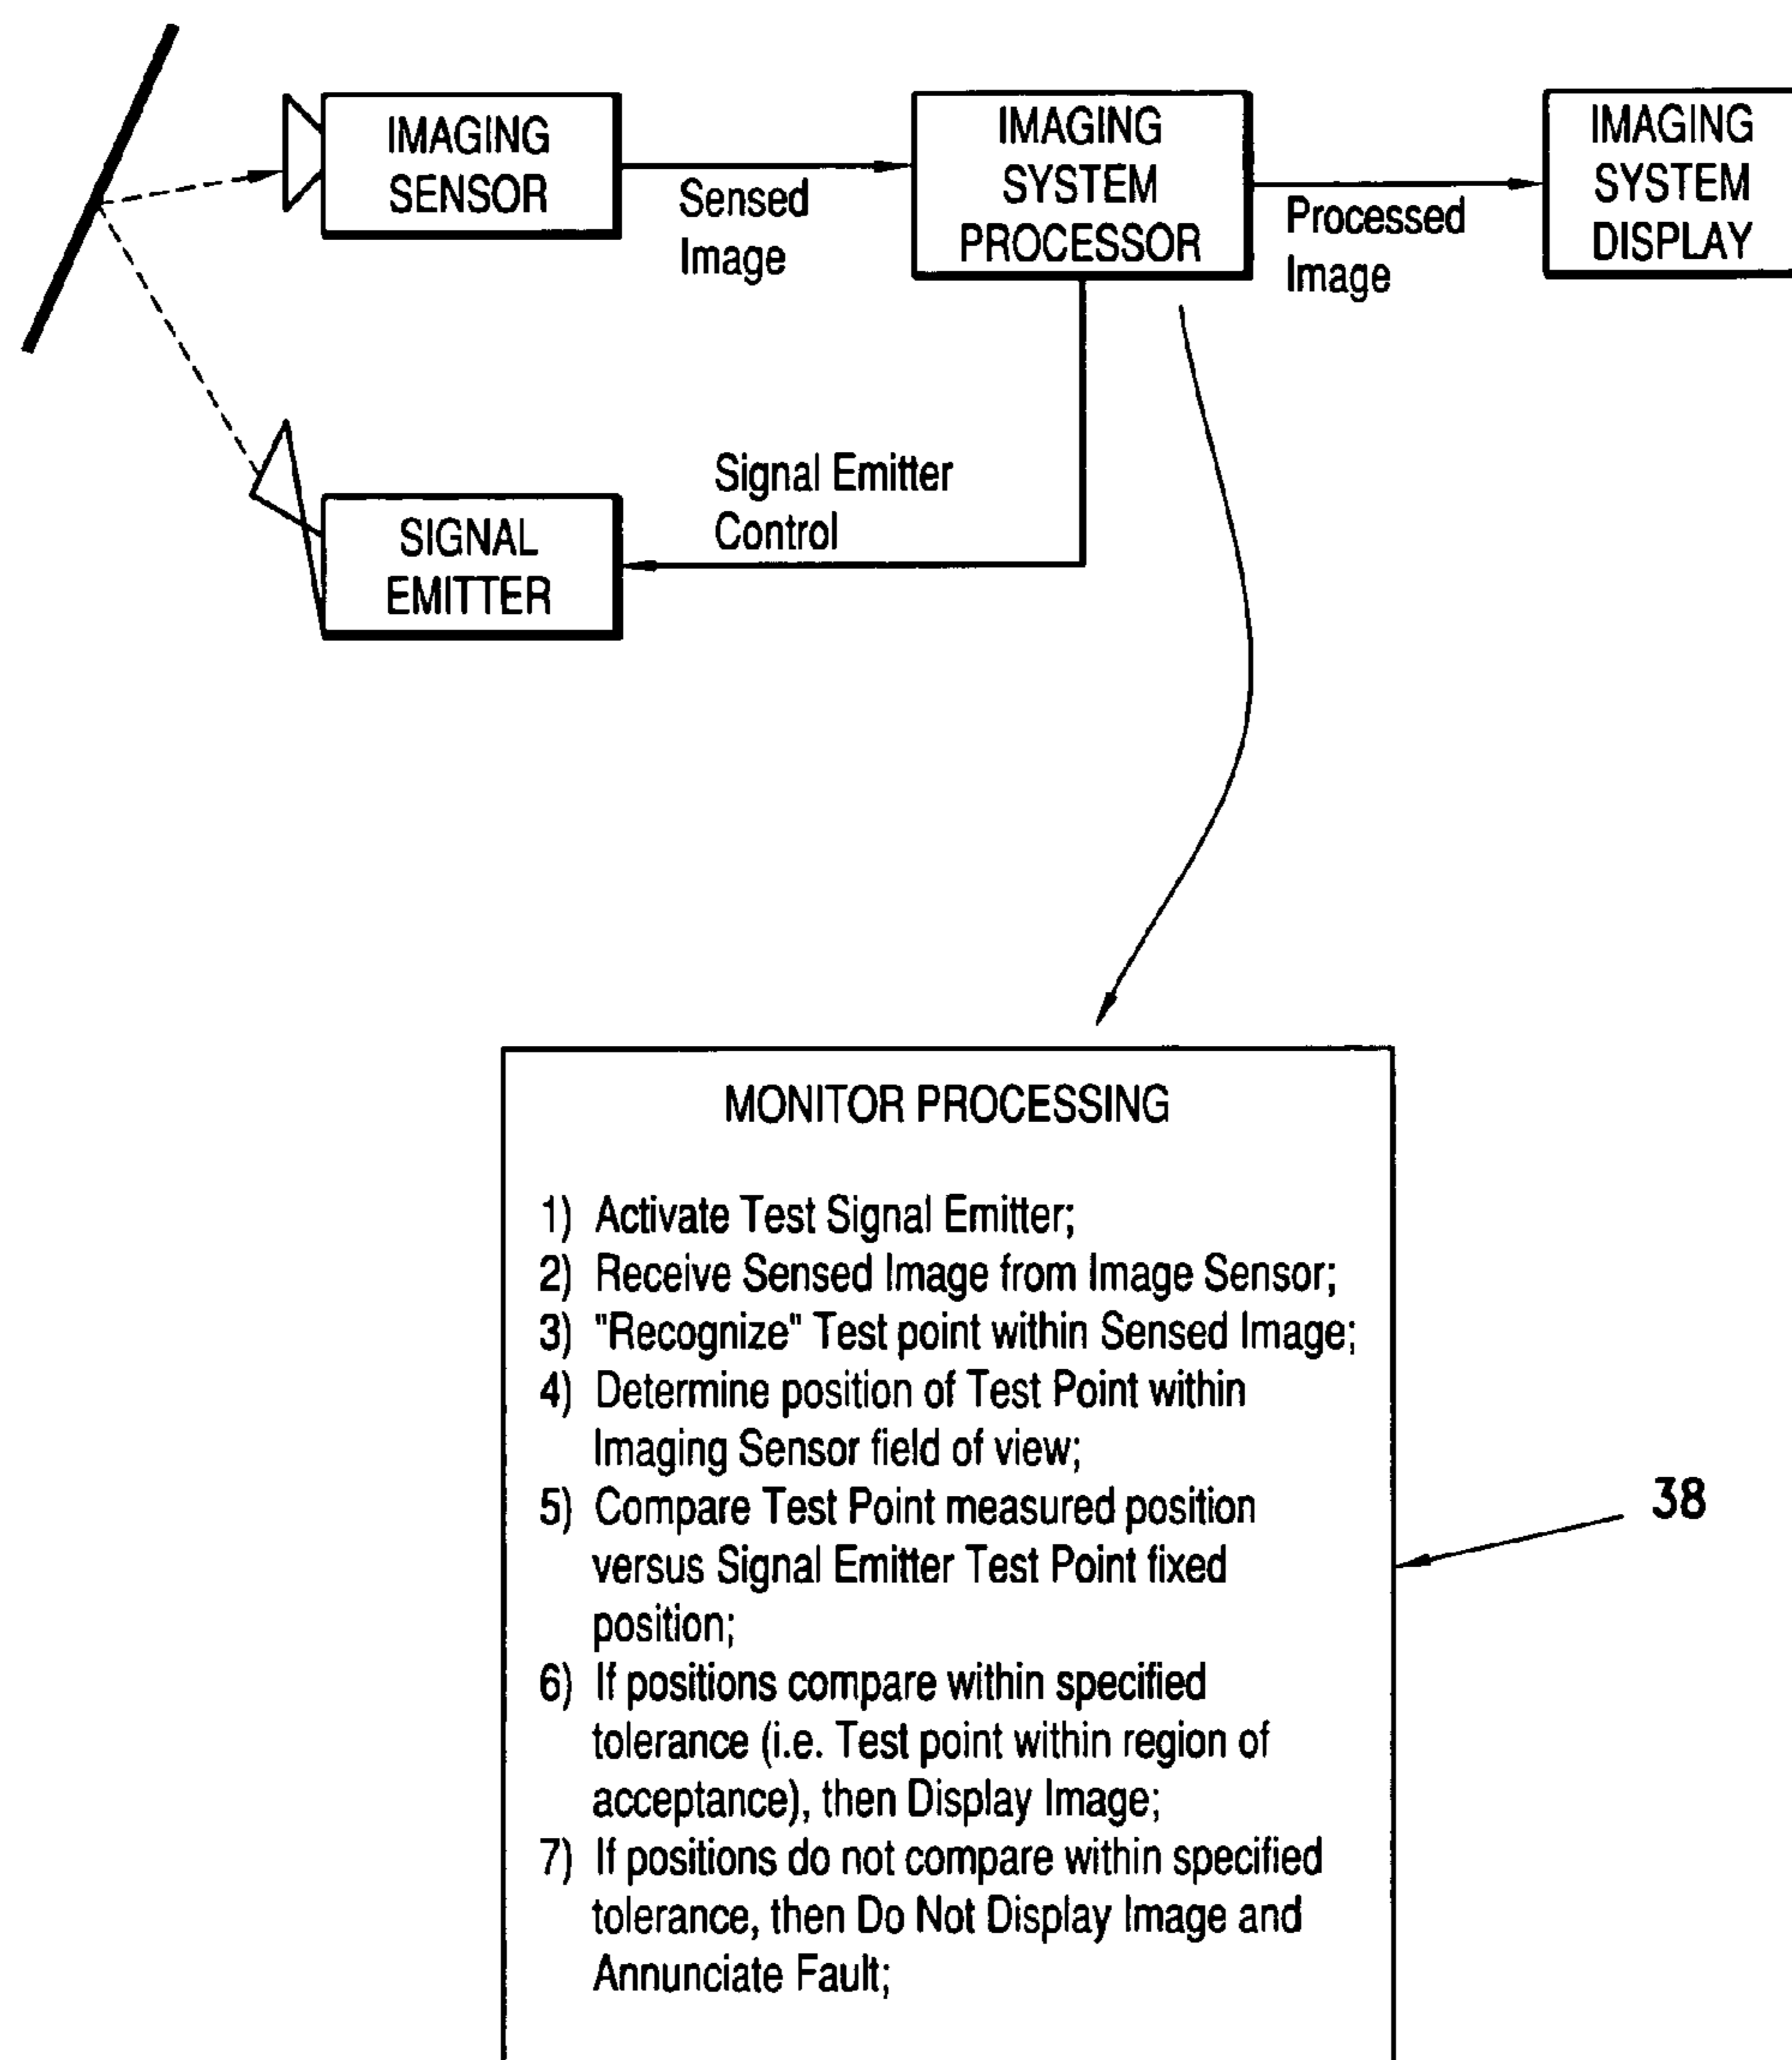 IMAGING
SENSOR
Sensed
Image
IMAGING
SYSTEM
PROCESSOR
Processed
Image
IMAGING
SYSTEM
DISPLAY
Signal Emitter
Control
SIGNAL
EMITTER
MONITOR PROCESSING
1) Activate Test Signal Emitter;
2) Receive Sensed Image from Image Sensor;
3) "Recognize" Test point within Sensed Image;
4) Determine position of Test Point within
Imaging Sensor field of view;
5) Compare Test Point measured position
versus Signal Emitter Test Point fixed
position;
6) If positions compare within specified
tolerance (i.e. Test point within region of
acceptance), then Display Image;
7) If positions do not compare within specified
tolerance, then Do Not Display Image and
Annunciate Fault;
38